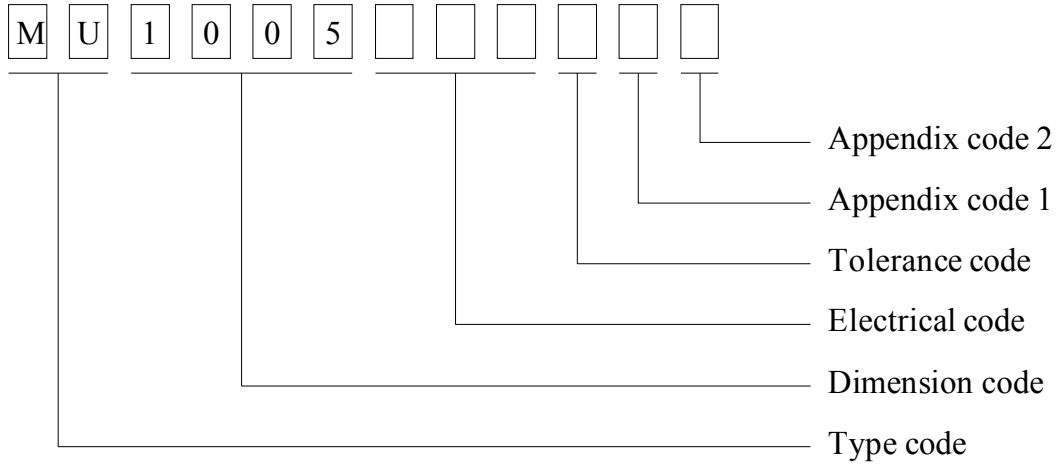 M U 1 0 0 5
Appendix code 2
Appendix code 1
Tolerance code
Electrical code
Dimension code
Type code